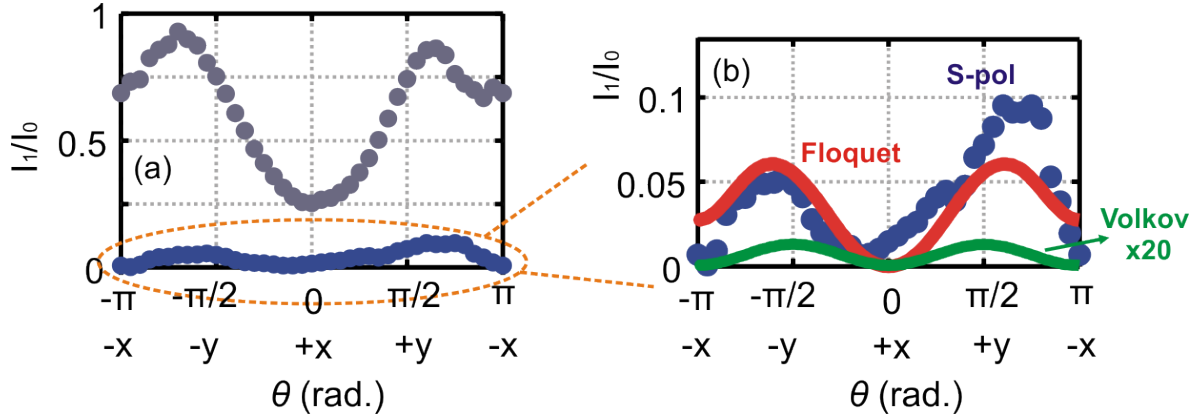 1
0.5
0
I₁/I₀
(a)
-π -π/2 0 π/2 π
-x -y +x +y -x
θ (rad.)
(b)
S-pol
Floquet
Volkov
x20
0.1
0.05
0
I₁/I₀
-π -π/2 0 π/2 π
-x -y +x +y -x
θ (rad.)